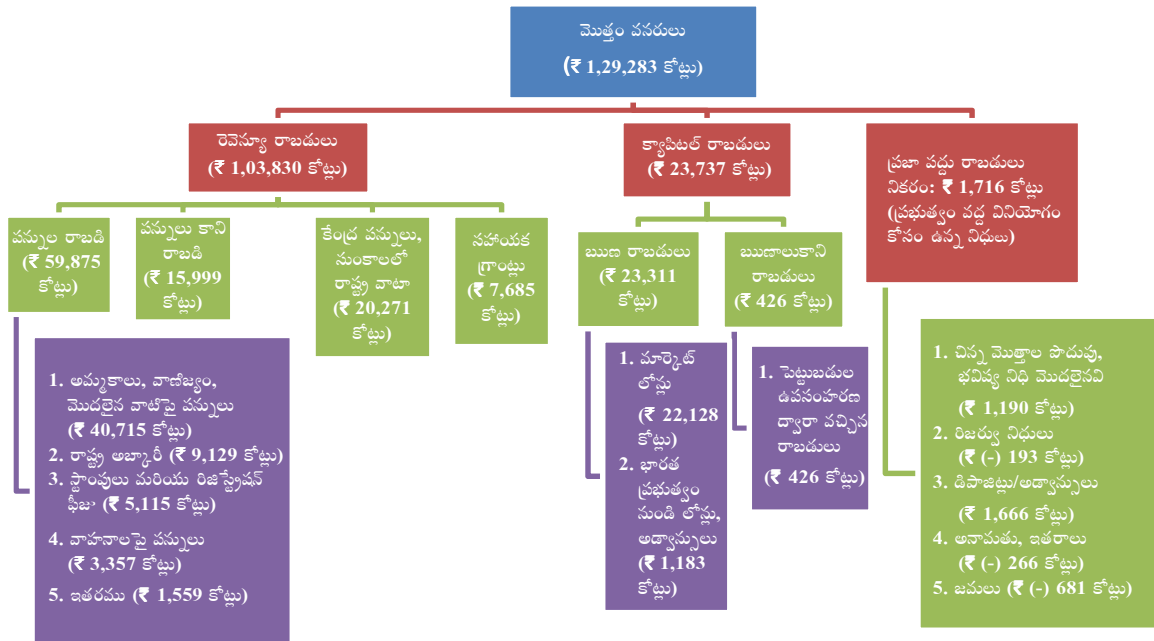 మొత్తం వనరులు
(₹ 1,29,283 కోట్లు)
రెవెన్యూ రాబడులు
(₹ 1,03,830 కోట్లు)
క్యాపిటల్ రాబడులు
(₹ 23,737 కోట్లు)
ప్రజా పద్దు రాబడులు
నికరం: ₹ 1,716 కోట్లు
(ప్రభుత్వం వద్ద వినియోగం
కోసం ఉన్న నిధులు)
పన్నుల రాబడి
(₹ 59,875
కోట్లు)
పన్నులు కాని
రాబడి
(₹ 15,999
కోట్లు)
కేంద్ర పన్నులు,
సుంకాలలో
రాష్ట్ర వాటా
(₹ 20,271
కోట్లు)
సహాయక
గ్రాంట్లు
(₹ 7,685
కోట్లు)
ఋణ రాబడులు
(₹ 23,311
కోట్లు)
ఋణాలుకాని
రాబడులు
(₹ 426 కోట్లు)
1. అమ్మకాలు, వాణిజ్యం,
మొదలైన వాటిపై పన్నులు
(₹ 40,715 కోట్లు)
2. రాష్ట్ర అబ్కారీ (₹ 9,129 కోట్లు)
3. స్టాంపులు మరియు రిజిస్ట్రేషన్
ఫీజు (₹ 5,115 కోట్లు)
4. వాహనాలపై పన్నులు
(₹ 3,357 కోట్లు)
5. ఇతరము (₹ 1,559 కోట్లు)
1. మార్కెట్
లోన్లు
(₹ 22,128
కోట్లు)
2. భారత
ప్రభుత్వం
నుండి లోన్లు,
అడ్వాన్సులు
(₹ 1,183
కోట్లు)
1. పెట్టుబడుల
ఉపసంహరణ
ద్వారా వచ్చిన
రాబడులు
(₹ 426 కోట్లు)
1. చిన్న మొత్తాల పొదుపు,
భవిష్య నిధి మొదలైనవి
(₹ 1,190 కోట్లు)
2. రిజర్వు నిధులు
(₹ (-) 193 కోట్లు)
3. డిపాజిట్లు/అడ్వాన్సులు
(₹ 1,666 కోట్లు)
4. అనామతు, ఇతరాలు
(₹ (-) 266 కోట్లు)
5. జమలు (₹ (-) 681 కోట్లు)